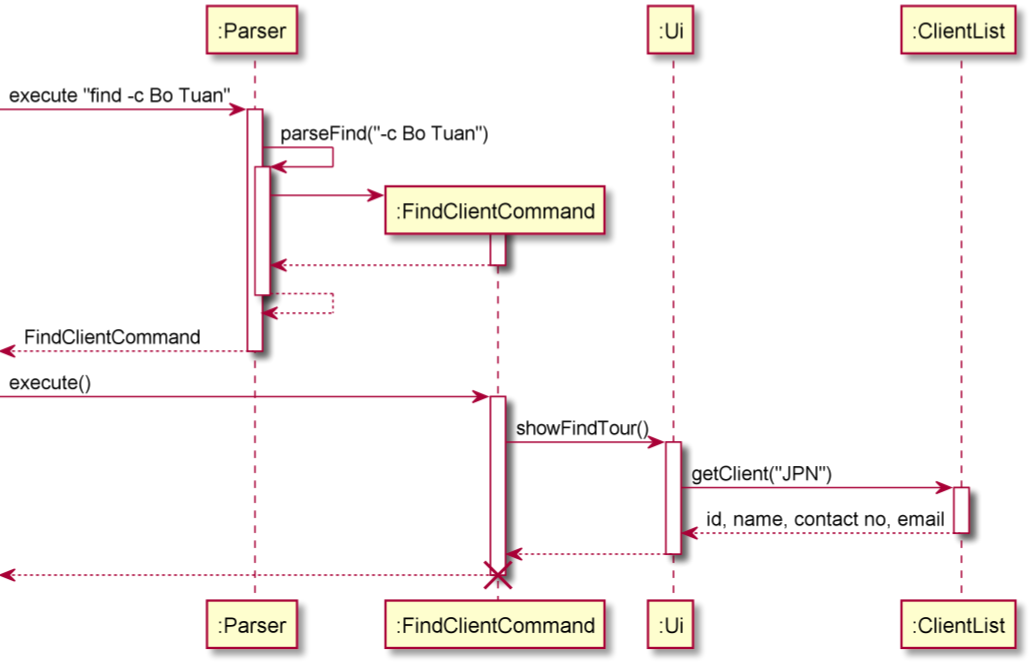 :Parser
:Ui
:ClientList
execute "find -c Bo Tuan"
parseFind("-c Bo Tuan")
:FindClientCommand
FindClientCommand
execute()
showFindTour()
getClient("JPN")
id, name, contact no, email
:Parser
:FindClientCommand
:Ui
:ClientList